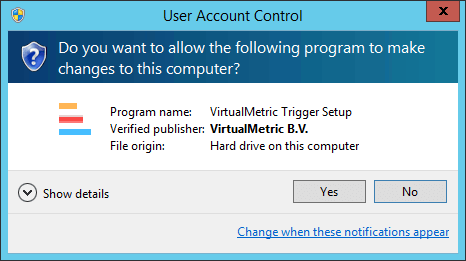 User Account Control
x
Do you want to allow the following program to make
changes to this computer?
Program name: VirtualMetric Trigger Setup
Verified publisher: VirtualMetric B.V.
File origin: Hard drive on this computer
Show details
Yes
No
Change when these notifications appear